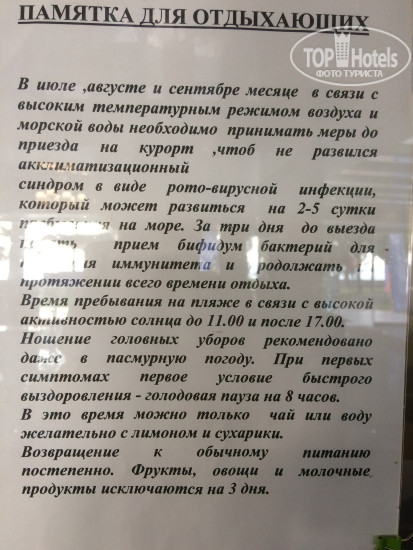 ПАМЯТКА ДЛЯ ОТДЫХАЮЩИХ
TOP Hotels
ФОТО ТУРИСТА
В июле ,августе и сентябре месяце в связи с
высоким температурным режимом воздуха и
морской воды необходимо принимать меры до
приезда на курорт ,чтоб не развился
акклиматизационный
синдром в виде рото-вирусной инфекции,
который может развиться на 2-5 сутки
на море. За три дня до выезда
прием бифидум бактерий для
иммунитета и
протяжении всего времени отдыха.
Время пребывания на пляже в связи с высокой
активностью солнца до 11.00 и после 17.00.
Ношение головных уборов рекомендовано
даже в пасмурную погоду. При первых
симптомах первое условие быстрого
выздоровления - голодовая пауза на 8 часов.
В это время можно только чай или воду
желательно с лимоном и сухарики.
Возвращение к обычному питанию
постепенно. Фрукты, овощи и молочные
продукты исключаются на 3 дня.